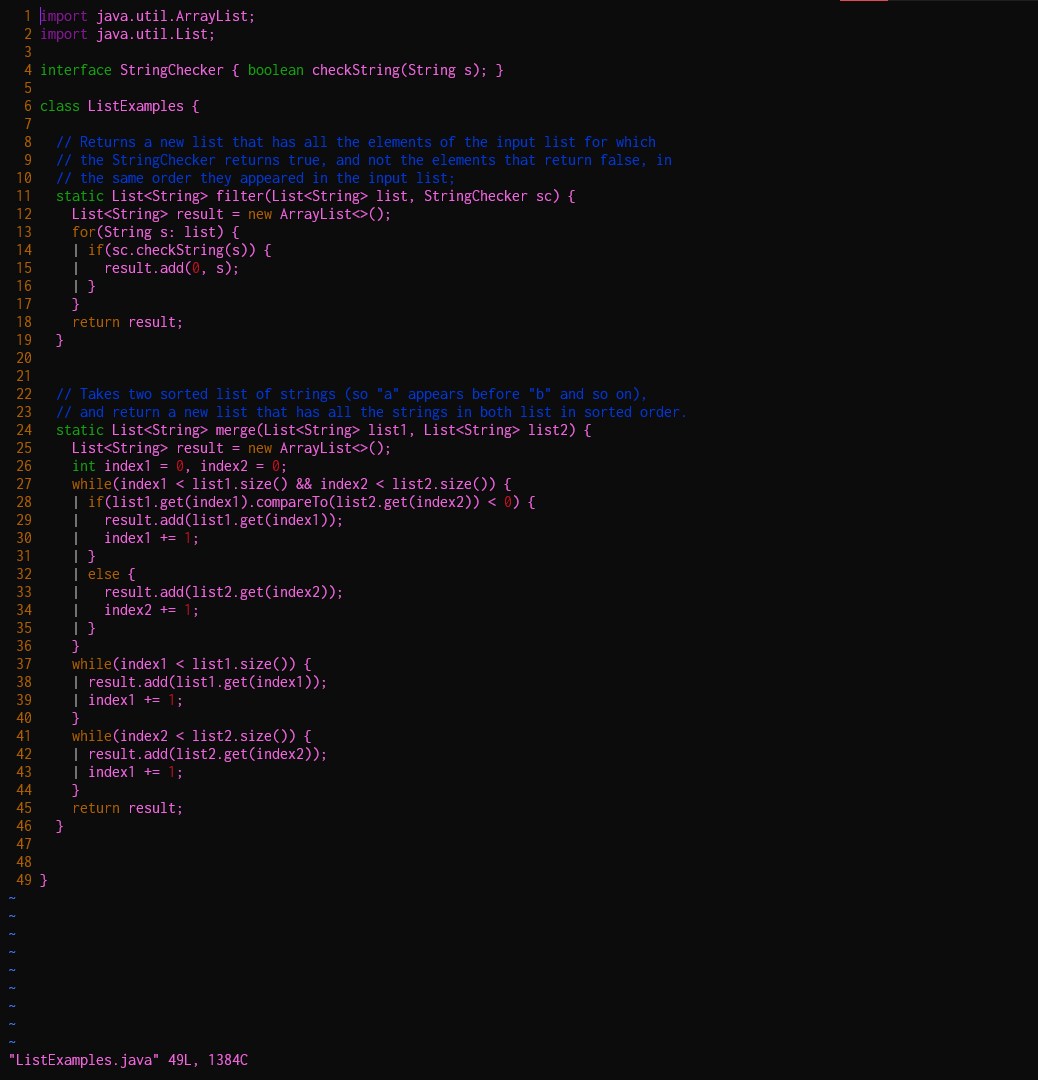 1 import java.util.ArrayList;
2 import java.util.List;
3
4 interface StringChecker { boolean checkString(String s); }
5
6 class ListExamples {
7
8   // Returns a new list that has all the elements of the input list for which
9   // the StringChecker returns true, and not the elements that return false, in
10   // the same order they appeared in the input list;
11   static List<String> filter(List<String> list, StringChecker sc) {
12     List<String> result = new ArrayList<>();
13     for(String s: list) {
14     | if(sc.checkString(s)) {
15     |   result.add(0, s);
16     | }
17     }
18     return result;
19   }
20
21
22   // Takes two sorted list of strings (so "a" appears before "b" and so on),
23   // and return a new list that has all the strings in both list in sorted order.
24   static List<String> merge(List<String> list1, List<String> list2) {
25     List<String> result = new ArrayList<>();
26     int index1 = 0, index2 = 0;
27     while(index1 < list1.size() && index2 < list2.size()) {
28     | if(list1.get(index1).compareTo(list2.get(index2)) < 0) {
29     |   result.add(list1.get(index1));
30     |   index1 += 1;
31     | }
32     | else {
33     |   result.add(list2.get(index2));
34     |   index2 += 1;
35     | }
36     }
37     while(index1 < list1.size()) {
38     | result.add(list1.get(index1));
39     | index1 += 1;
40     }
41     while(index2 < list2.size()) {
42     | result.add(list2.get(index2));
43     | index1 += 1;
44     }
45     return result;
46   }
47
48
49 }
~
~
~
~
~
~
~
~
~
"ListExamples.java" 49L, 1384C